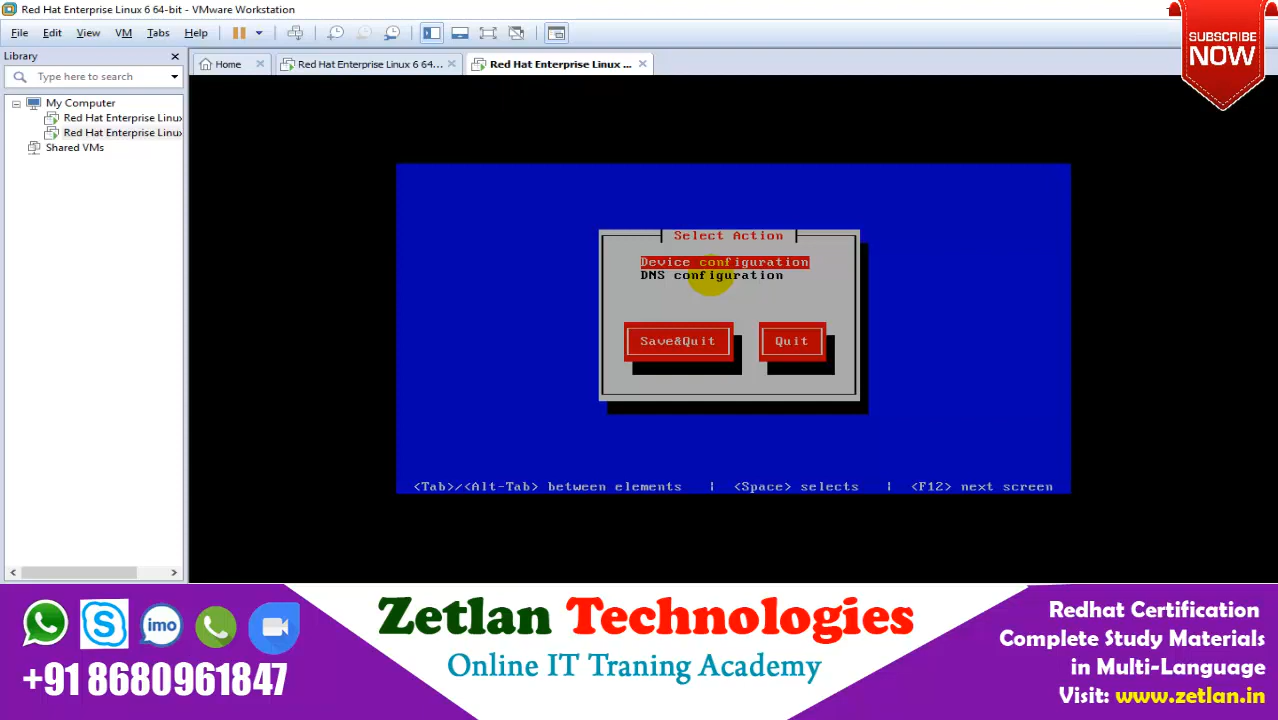 Red Hat Enterprise Linux 6 64-bit - VMware Workstation
SUBSCRIBE
NOW
File Edit View VM Tabs Help
Library
Type here to search
Home
Red Hat Enterprise Linux 6 64...
Red Hat Enterprise Linux ...
My Computer
Red Hat Enterprise Linu
Red Hat Enterprise Linu
Shared VMs
Select Action
Device configuration
DNS configuration
Save&Quit
Quit
<Tab>/<Alt-Tab> between elements | <Space> selects | <F12> next screen
imo
+91 8680961847
Zetlan Technologies
Online IT Traning Academy
Redhat Certification
Complete Study Materials
in Multi-Language
Visit: www.zetlan.in